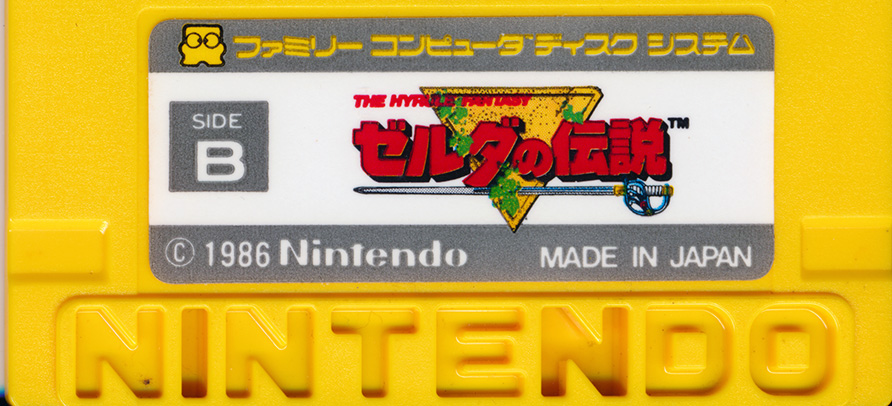 ファミリー コンピュータ ディスク システム
SIDE
B
THE HYRULE FANTASY
ゼルダの伝説™
© 1986 Nintendo
MADE IN JAPAN
NINTENDO